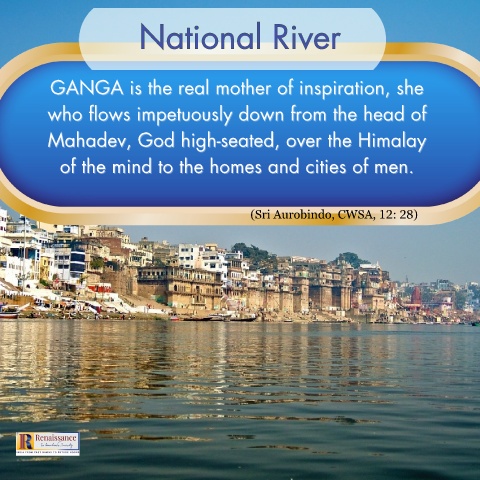 National River
GANGA is the real mother of inspiration, she
who flows impetuously down from the head of
Mahadev, God high-seated, over the Himalay
of the mind to the homes and cities of men.
(Sri Aurobindo, CWSA, 12: 28)
Renaissance